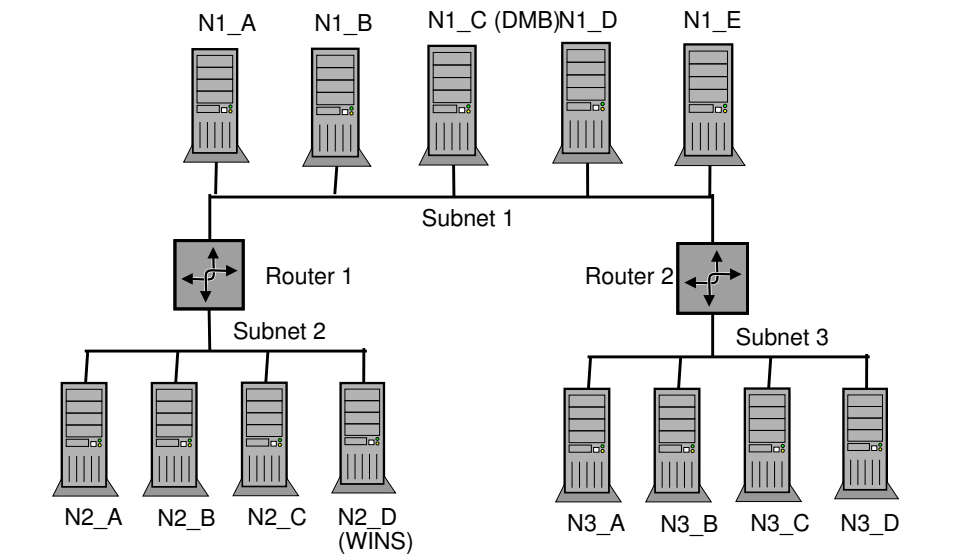 N1_A N1_B N1_C (DMB)N1_D N1_E
Subnet 1
Router 1 Router 2
Subnet 2 Subnet 3
N2_A N2_B N2_C N2_D N3_A N3_B N3_C N3_D
(WINS)